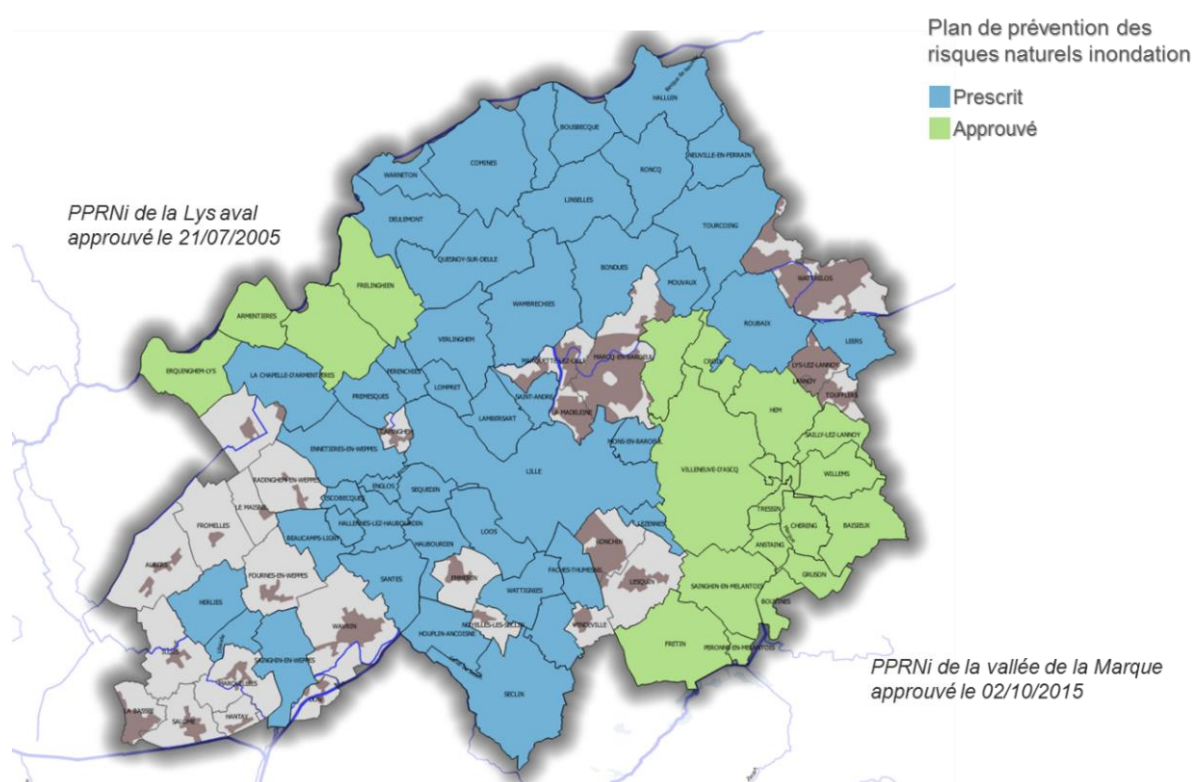 Plan de prévention des
risques naturels inondation
Prescrit
Approuvé
PPRNi de la Lys aval
approuvé le 21/07/2005
HALLUIN
BOUSBECQUE
COMINES
RONCQ
NEUVILLE-EN-FERRAIN
WARNETON
LINSELLES
DEULEMONT
TOURCOING
QUESNOY-SUR-DEULE
BONDUES
MOUVAUX
WATTRELOS
FRELINGHIEN
WAMBRECHIES
ROUBAIX
ARMENTIERES
VERLINGHEM
LEERS
MARCQ-EN-BAROEUL
CROIX
LYS-LEZ-LANNOY
ERQUINGHEM-LYS
LA CHAPELLE-D'ARMENTIERES
PERENCHIES
LOMPRET
SAINT-ANDRE
LANNOY
TOUFFLERS
PREMESQUES
LAMBERSART
LA MADELEINE
HEM
SAILLY-LEZ-LANNOY
MONS-EN-BAROEUL
ENNETIERES-EN-WEPPES
LILLE
VILLENEUVE-D'ASCQ
WILLEMS
RADINGHEM-EN-WEPPES
ENGLOS
SEQUEDIN
ESCOBECQUES
LE MAISNIL
TRESSIN
CHERENG
BAISIEUX
FROMELLES
HALLENNES-LEZ-HAUBOURDIN
LOOS
LEZENNES
BEAUCAMPS-LIGNY
HAUBOURDIN
RONCHIN
ANSTAING
AUBERS
FOURNES-EN-WEPPES
SANTES
EMMERIN
FACHES-THUMESNIL
LESQUIN
GRUSON
HERLIES
WATTIGNIES
SAINGHIN-EN-MELANTOIS
BOUVINES
WAVRIN
HOUPLIN-ANCOISNE
NOYELLES-LES-SECLIN
VENDEVILLE
FRETIN
PERONNE-EN-MELANTOIS
ILLIES
SAINGHIN-EN-WEPPES
SECLIN
LA BASSEE
SALOME
HANTAY
PPRNi de la vallée de la Marque
approuvé le 02/10/2015